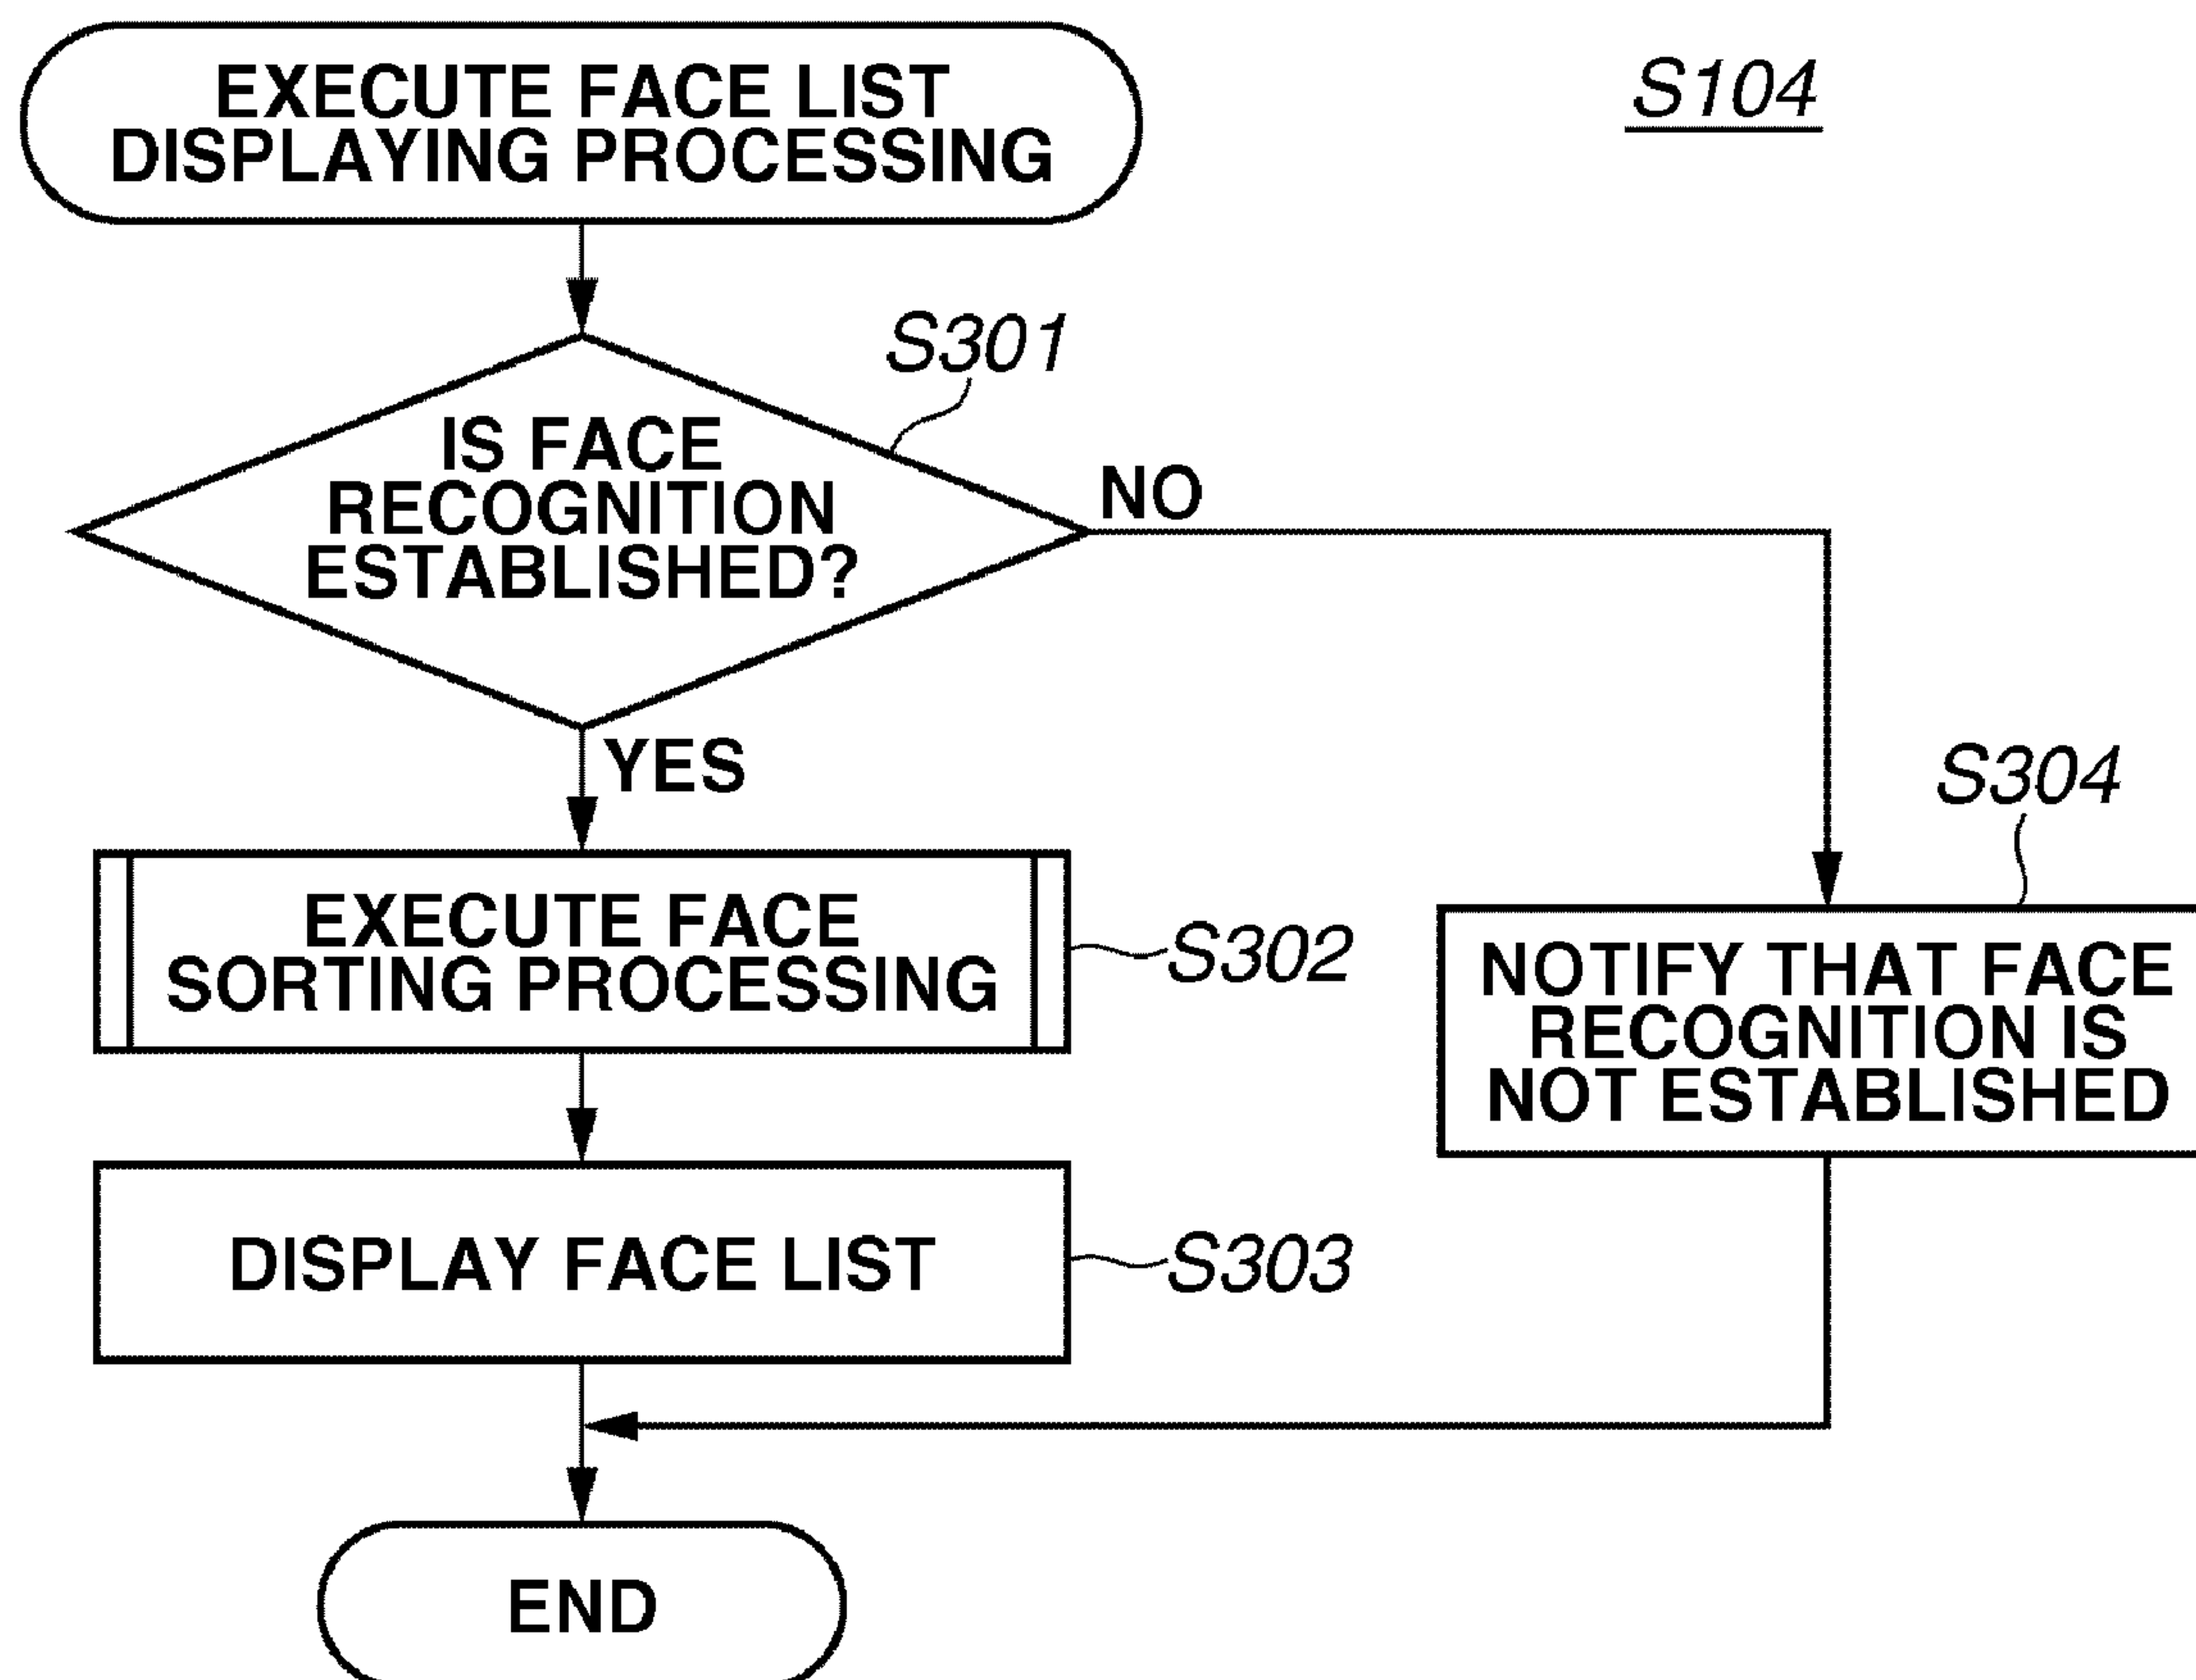 EXECUTE FACE LIST
DISPLAYING PROCESSING
S104
S301
IS FACE
RECOGNITION
ESTABLISHED?
NO
YES
S304
EXECUTE FACE
SORTING PROCESSING
S302
NOTIFY THAT FACE
RECOGNITION IS
NOT ESTABLISHED
DISPLAY FACE LIST
S303
END